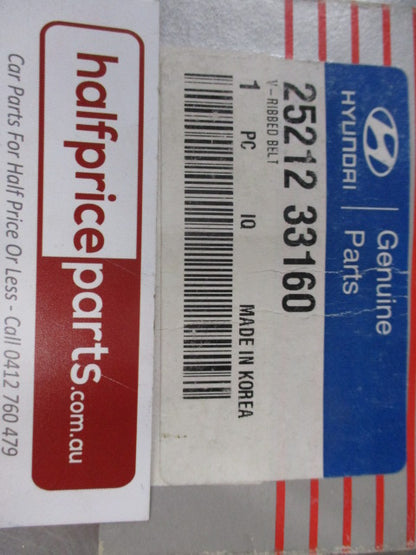 HYUNDAI
Genuine
Parts
25212 33160
V-RIBBED BELT
1 PC IQ
MADE IN KOREA
halfpriceparts.com.au
Car Parts For Half Price Or Less - Call 0412 760 479